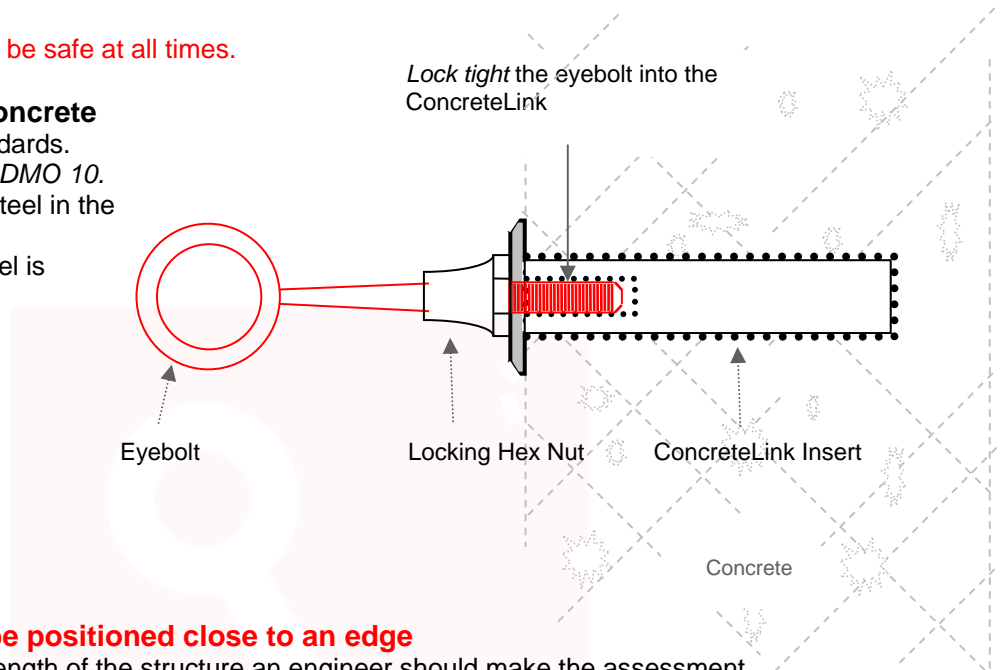 be safe at all times.
Lock tight the eyebolt into the
ConcreteLink
oncrete
dards.
DMO 10.
teel in the
el is
Eyebolt
Locking Hex Nut
ConcreteLink Insert
Concrete
be positioned close to an edge
ength of the structure an engineer should make the assessment